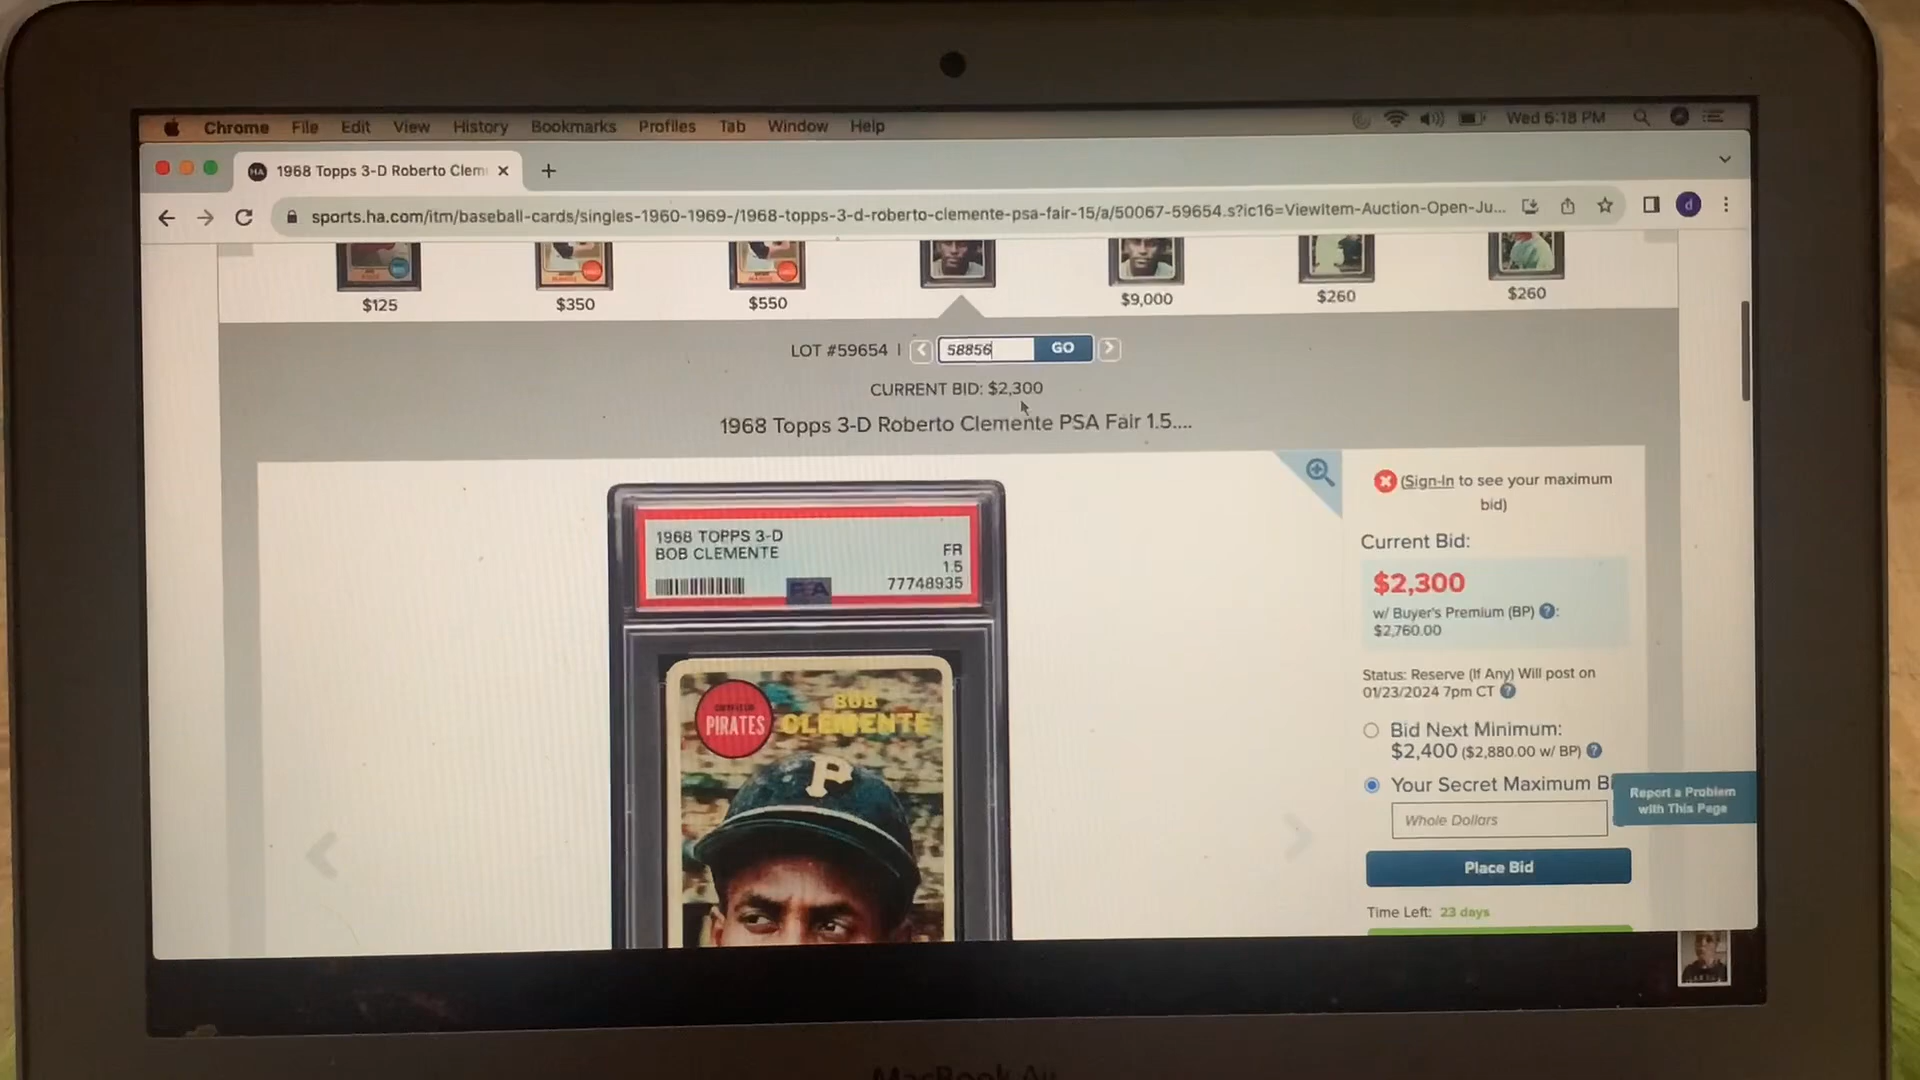 Chrome File Edit View History Bookmarks Profiles Tab Window Help Wed 6:18 PM
HA 1968 Topps 3-D Roberto Clem
sports.ha.com/itm/baseball-cards/singles-1960-1969-/1968-topps-3-d-roberto-clemente-psa-fair-15/a/50067-59654.s?ic16=ViewItem-Auction-Open-Ju... d
$125 $350 $550 $9,000 $260 $260
LOT #59654 | 58856 GO
CURRENT BID: $2,300
1968 Topps 3-D Roberto Clemente PSA Fair 1.5....
1968 TOPPS 3-D
BOB CLEMENTE FR
1.5
PSA 77748935
PIRATES
BOB
CLEMENTE
P
(Sign-In to see your maximum
bid)
Current Bid:
$2,300
w/ Buyer's Premium (BP) ?:
$2,760.00
Status: Reserve (If Any) Will post on
01/23/2024 7pm CT ?
Bid Next Minimum:
$2,400 ($2,880.00 w/ BP) ?
Your Secret Maximum B
Whole Dollars
Report a Problem
with This Page
Place Bid
Time Left: 23 days